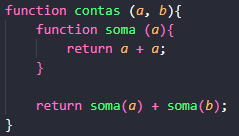 function contas (a, b){
    function soma (a){
        return a + a;
    }

    return soma(a) + soma(b);
}